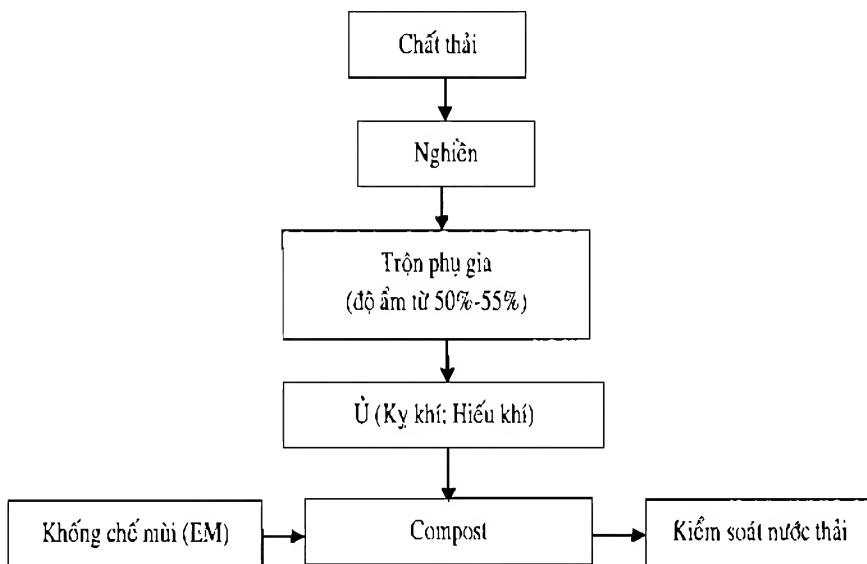 Chất thải
Nghiền
Trộn phụ gia
(độ ẩm từ 50%-55%)
Ủ (Kỵ khí; Hiếu khí)
Khống chế mùi (EM)
Compost
Kiểm soát nước thải